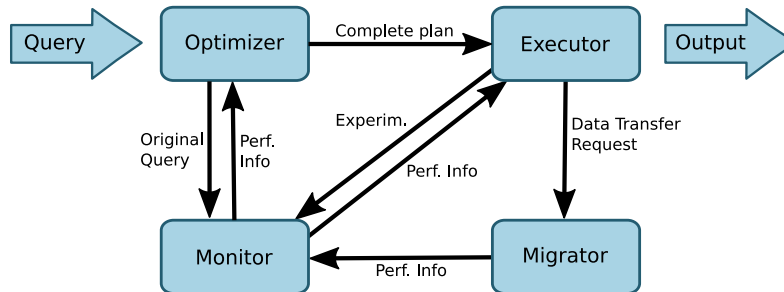 Query
Optimizer
Complete plan
Executor
Output
Original
Query
Perf.
Info
Experim.
Perf. Info
Data Transfer
Request
Monitor
Perf. Info
Migrator